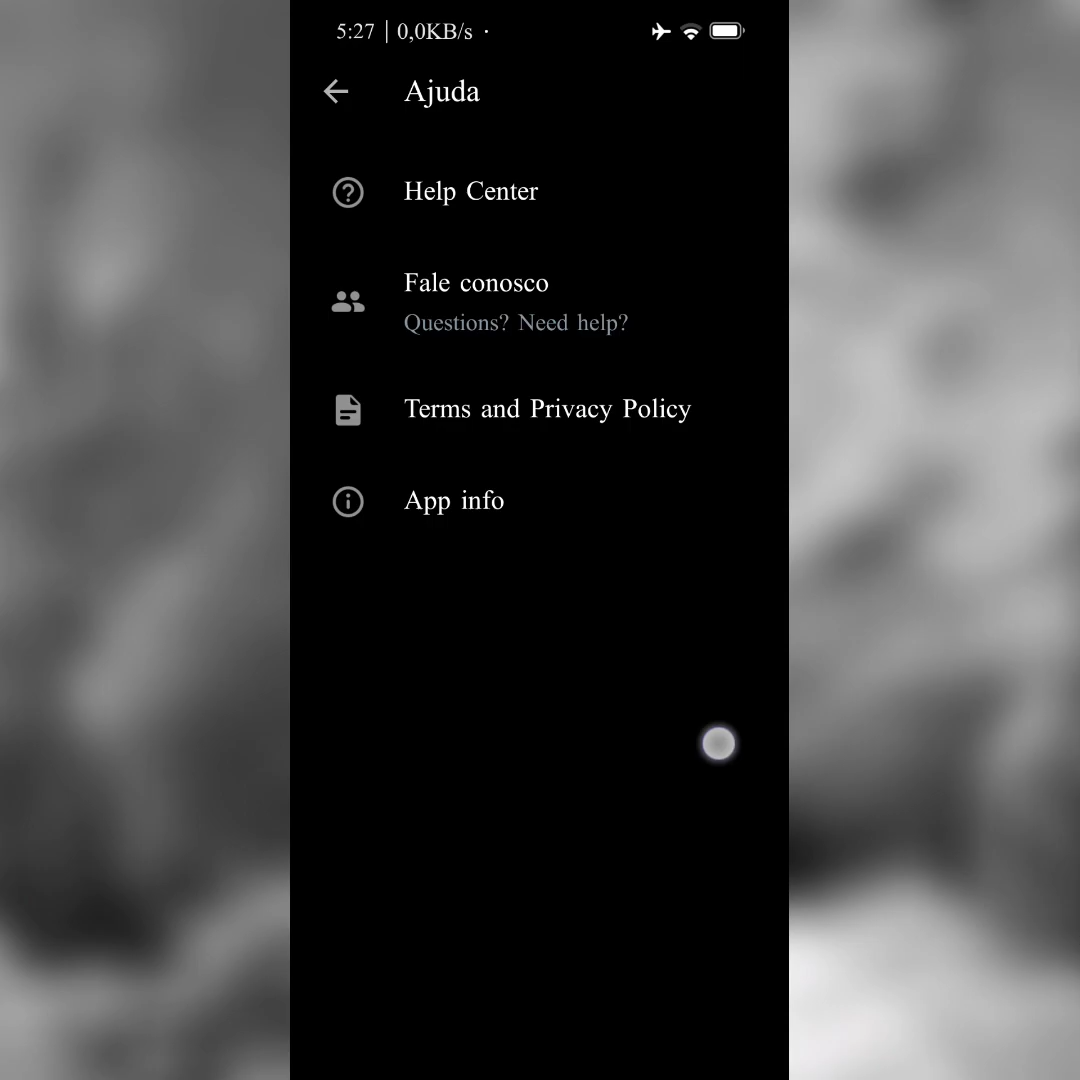 5:27 | 0,0KB/s ·
Ajuda
Help Center
Fale conosco
Questions? Need help?
Terms and Privacy Policy
App info